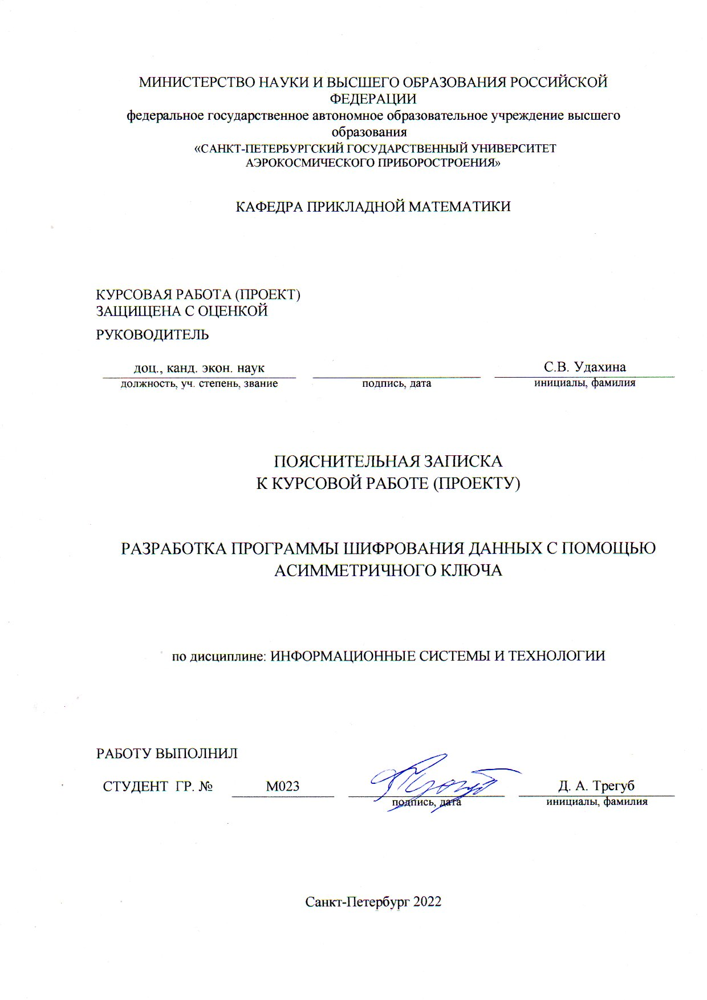 МИНИСТЕРСТВО НАУКИ И ВЫСШЕГО ОБРАЗОВАНИЯ РОССИЙСКОЙ
ФЕДЕРАЦИИ
федеральное государственное автономное образовательное учреждение высшего
образования
«САНКТ-ПЕТЕРБУРГСКИЙ ГОСУДАРСТВЕННЫЙ УНИВЕРСИТЕТ
АЭРОКОСМИЧЕСКОГО ПРИБОРОСТРОЕНИЯ»
КАФЕДРА ПРИКЛАДНОЙ МАТЕМАТИКИ
КУРСОВАЯ РАБОТА (ПРОЕКТ)
ЗАЩИЩЕНА С ОЦЕНКОЙ
РУКОВОДИТЕЛЬ
доц., канд. экон. наук С.В. Удахина
должность, уч. степень, звание подпись, дата инициалы, фамилия
ПОЯСНИТЕЛЬНАЯ ЗАПИСКА
К КУРСОВОЙ РАБОТЕ (ПРОЕКТУ)
РАЗРАБОТКА ПРОГРАММЫ ШИФРОВАНИЯ ДАННЫХ С ПОМОЩЬЮ
АСИММЕТРИЧНОГО КЛЮЧА
по дисциплине: ИНФОРМАЦИОННЫЕ СИСТЕМЫ И ТЕХНОЛОГИИ
РАБОТУ ВЫПОЛНИЛ
СТУДЕНТ ГР. № М023 Д. А. Трегуб
подпись, дата инициалы, фамилия
Санкт-Петербург 2022